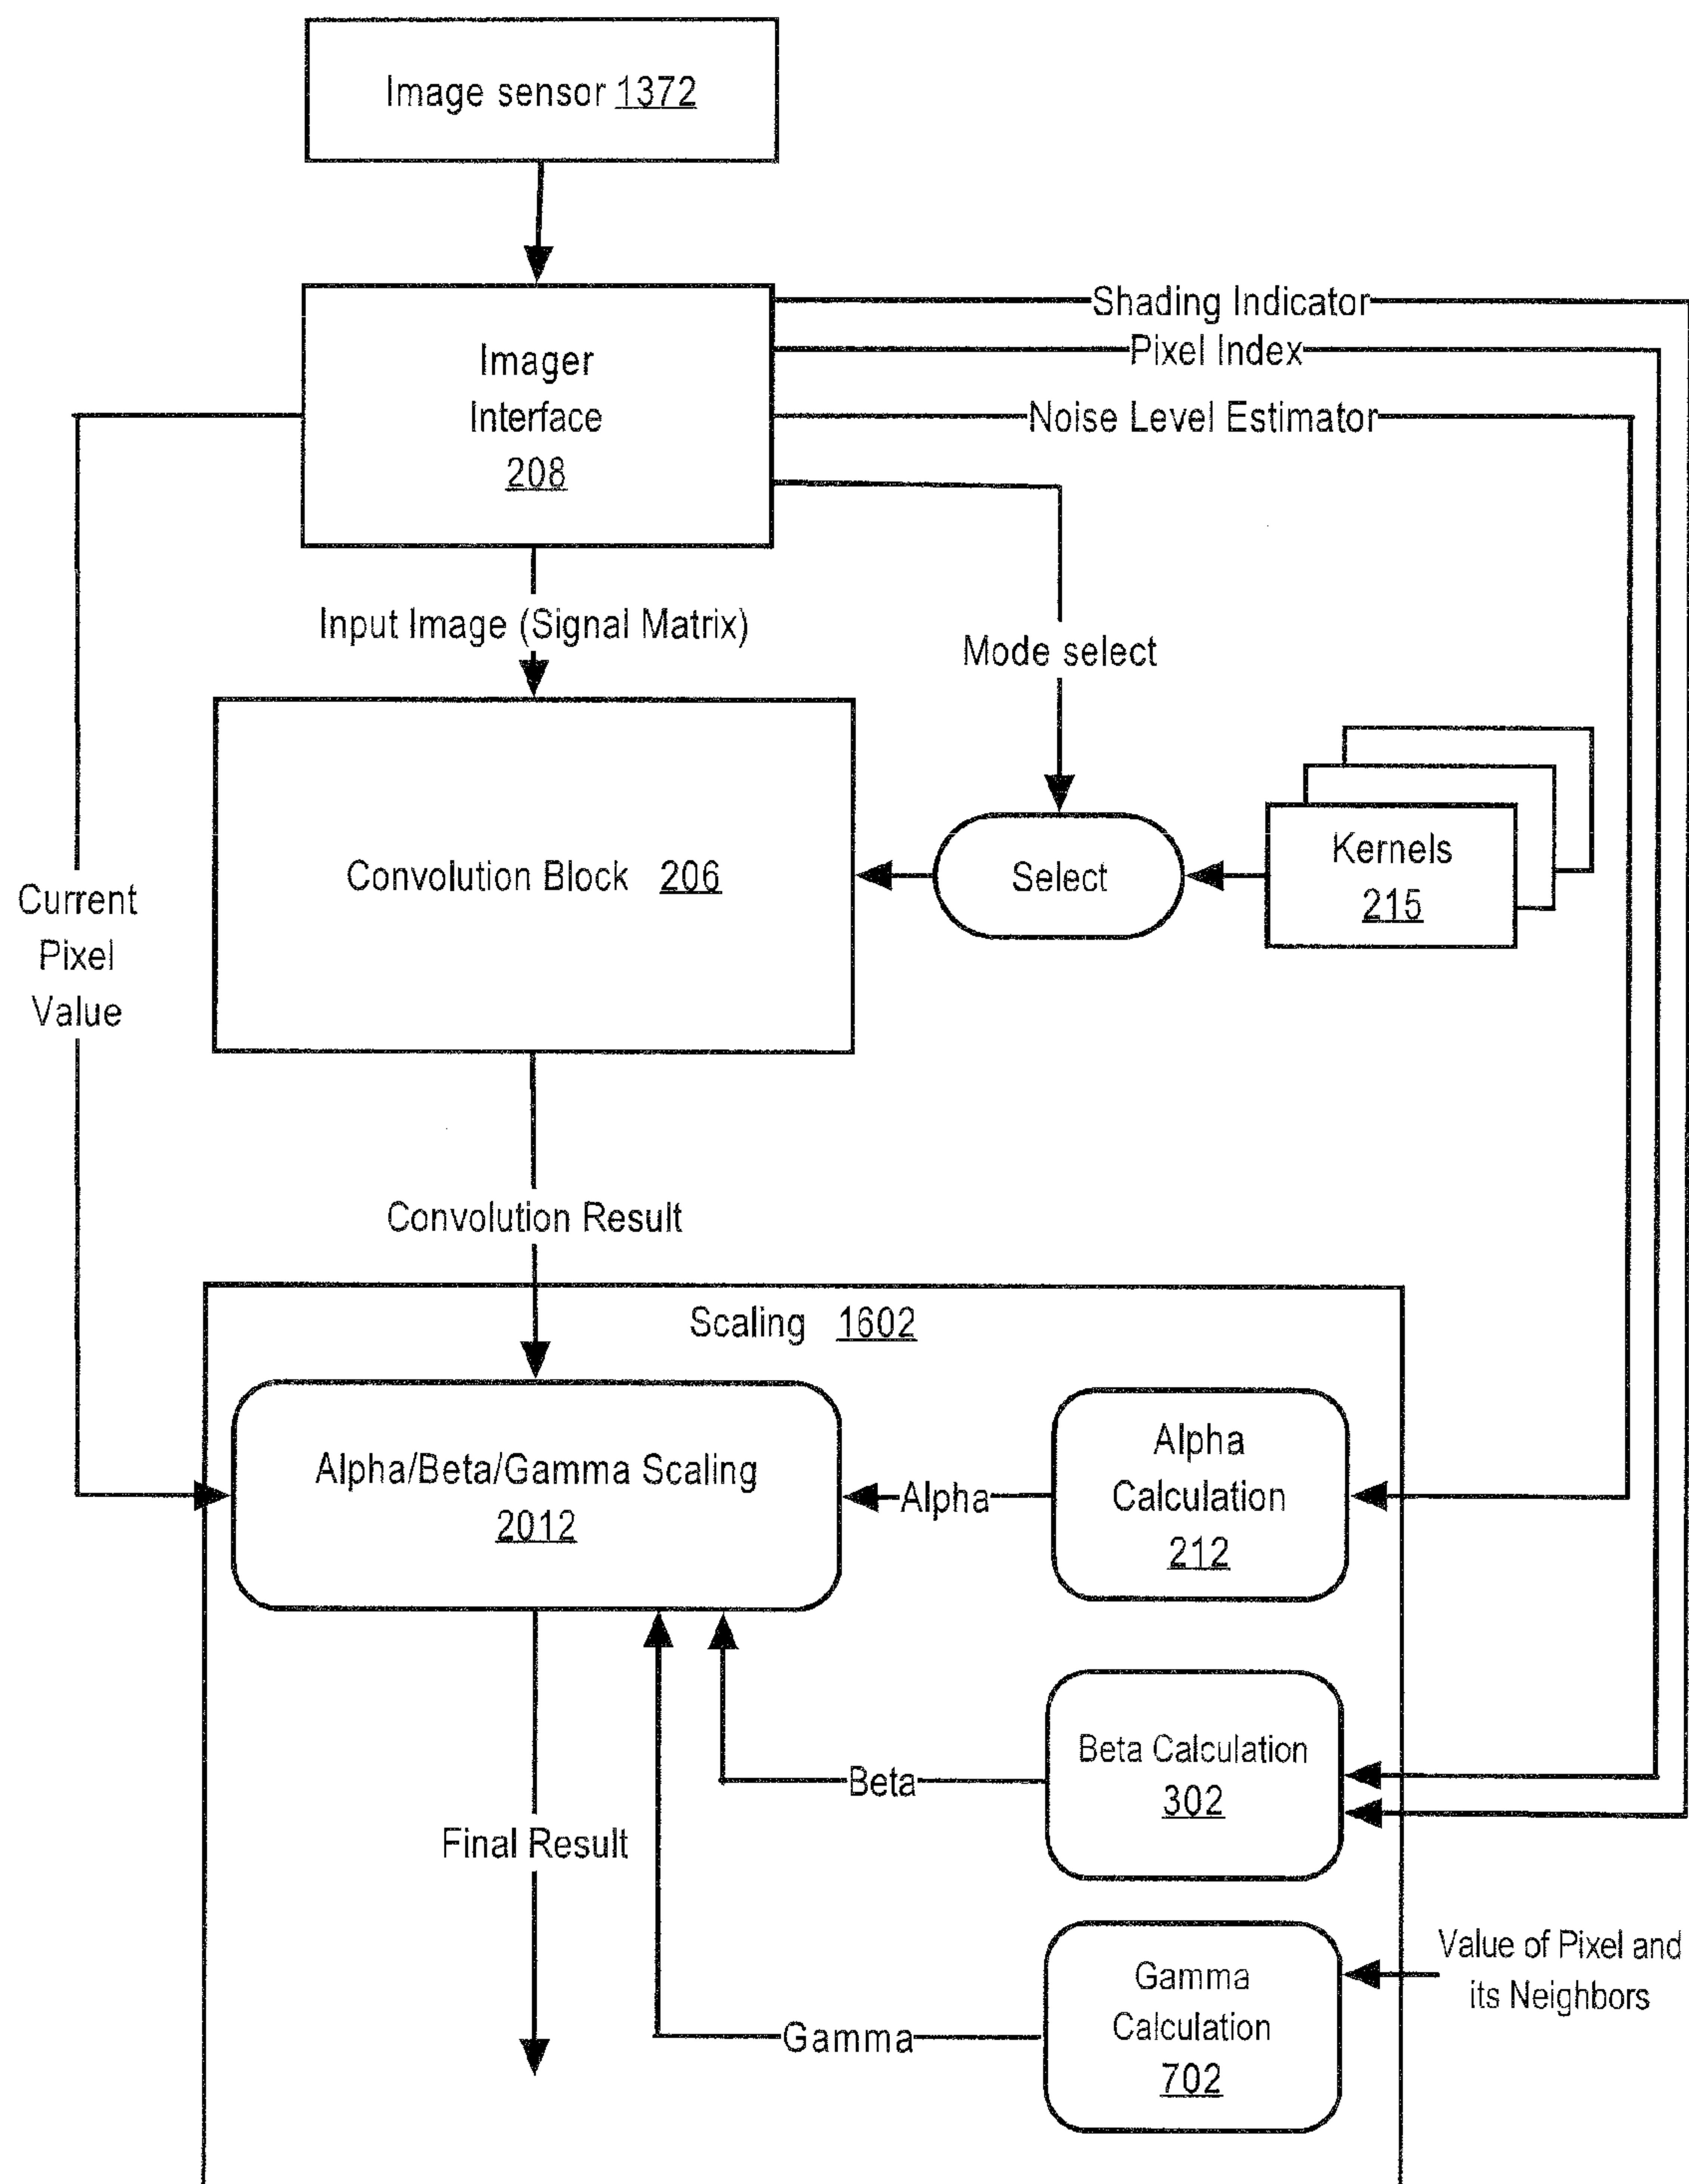 Image sensor 1372
Shading Indicator
Pixel Index
Noise Level Estimator
Imager
Interface
208
Input Image (Signal Matrix)
Mode select
Convolution Block 206
Select
Kernels
215
Current
Pixel
Value
Convolution Result
Scaling 1602
Alpha/Beta/Gamma Scaling
2012
Alpha
Alpha
Calculation
212
Beta
Beta Calculation
302
Final Result
Gamma
Gamma
Calculation
702
Value of Pixel and
its Neighbors